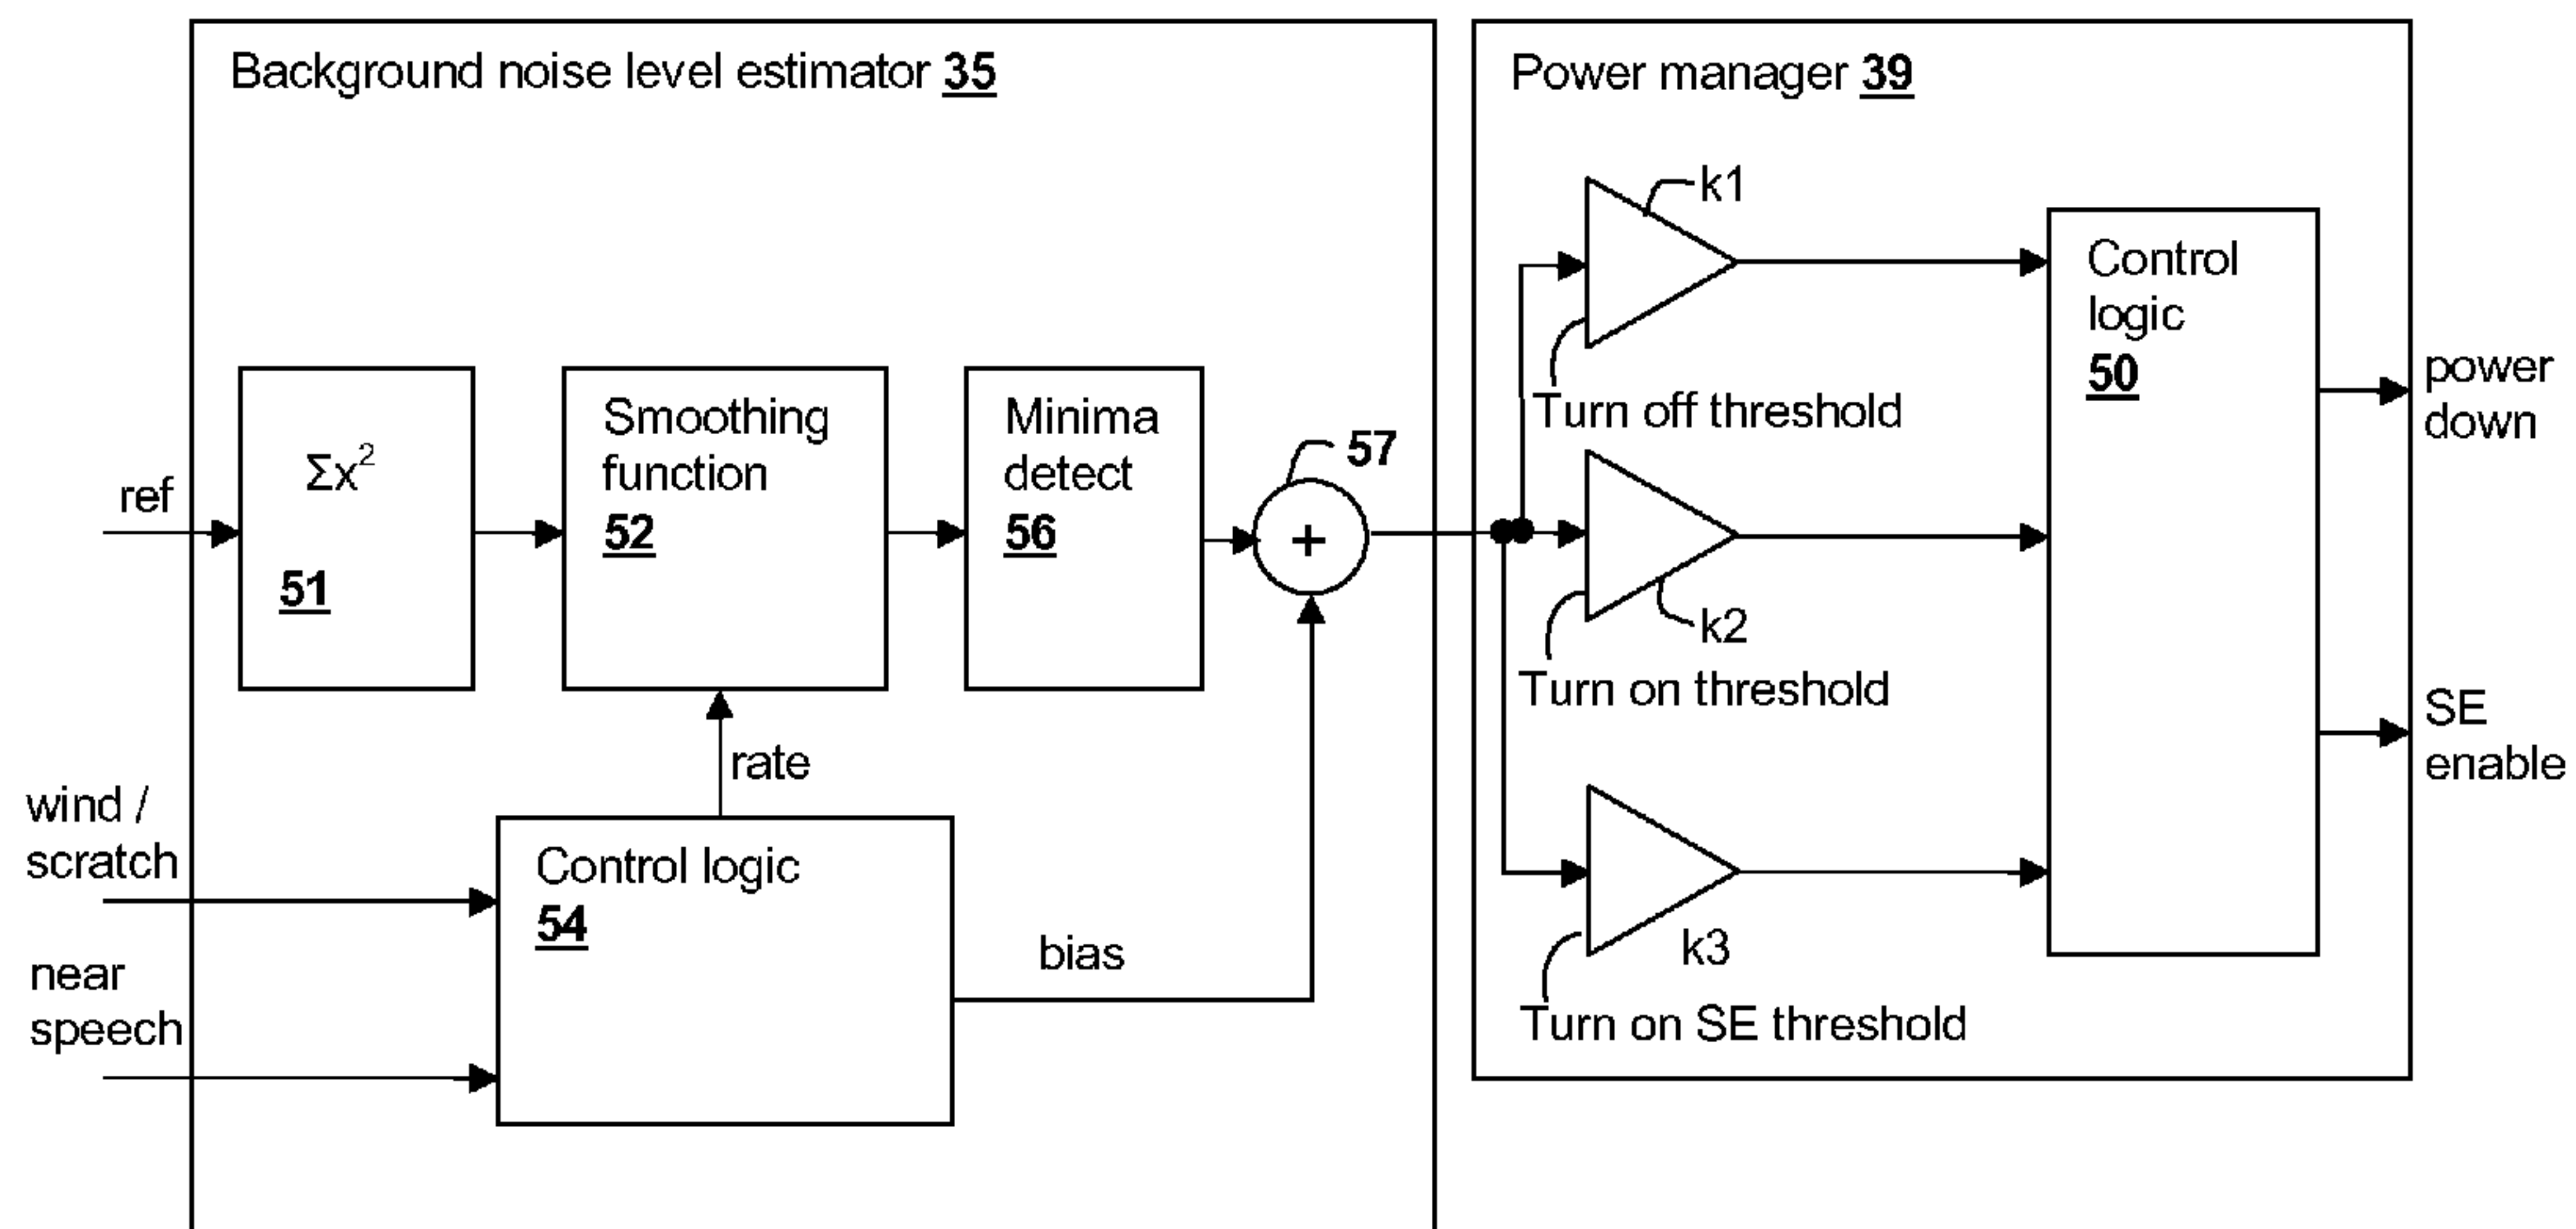 Background noise level estimator 35
Power manager 39
k1
Control
logic
50
Turn off threshold
power
down
Σx²
51
Smoothing
function
52
Minima
detect
56
57
+
ref
k2
Turn on threshold
SE
enable
rate
wind /
scratch
Control logic
54
near
speech
bias
k3
Turn on SE threshold